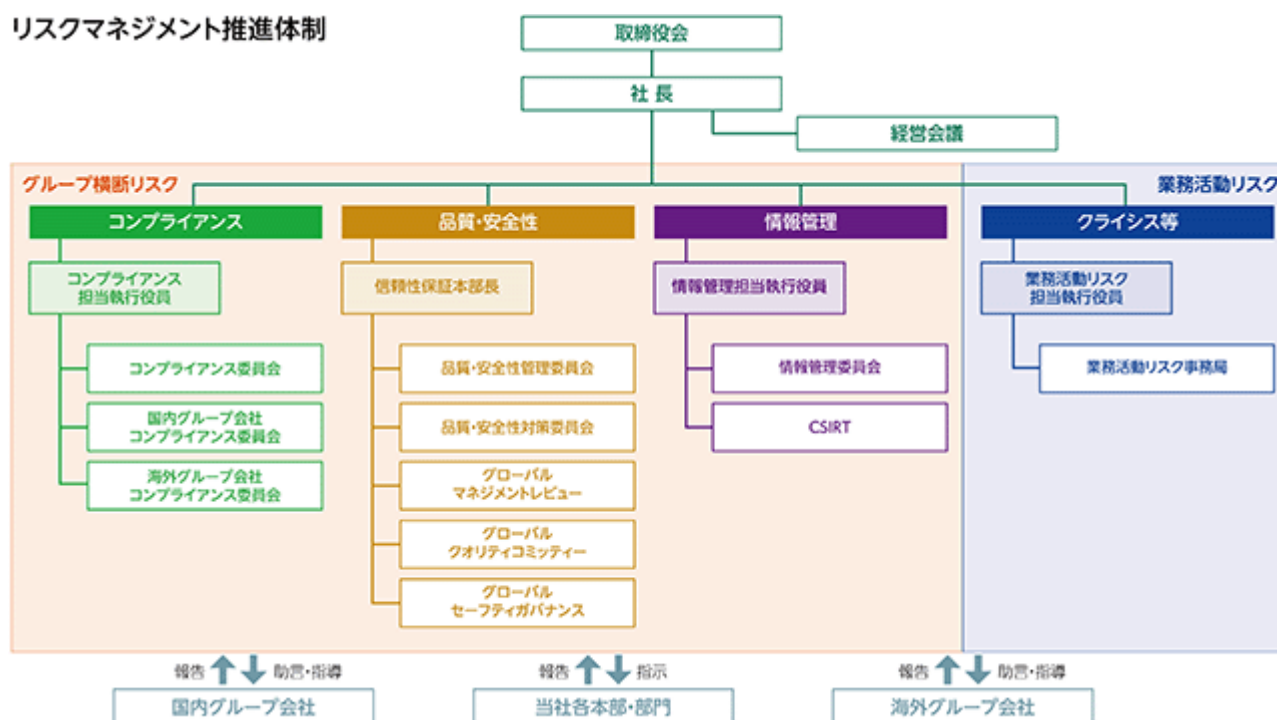 リスクマネジメント推進体制
取締役会
社長
経営会議
グループ横断リスク
業務活動リスク
コンプライアンス
品質・安全性
情報管理
クライシス等
コンプライアンス
担当執行役員
信頼性保証本部長
情報管理担当執行役員
業務活動リスク
担当執行役員
コンプライアンス委員会
品質・安全性管理委員会
情報管理委員会
業務活動リスク事務局
国内グループ会社
コンプライアンス委員会
品質・安全性対策委員会
CSIRT
海外グループ会社
コンプライアンス委員会
グローバル
マネジメントレビュー
グローバル
クオリティコミッティー
グローバル
セーフティガバナンス
報告 助言・指導
報告 指示
報告 助言・指導
国内グループ会社
当社各本部・部門
海外グループ会社